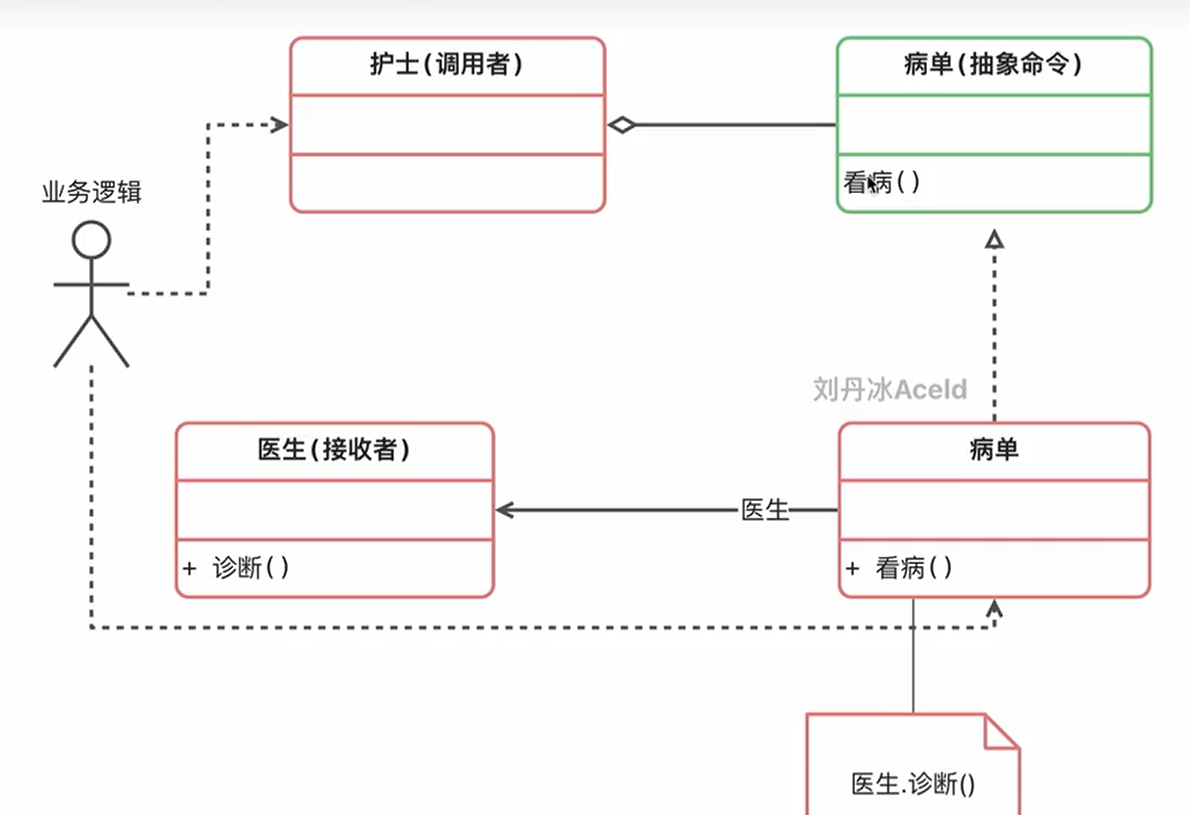 护士(调用者)
病单(抽象命令)
看病()
业务逻辑
刘丹冰Aceld
医生(接收者)
病单
医生
+ 诊断()
+ 看病()
医生.诊断()